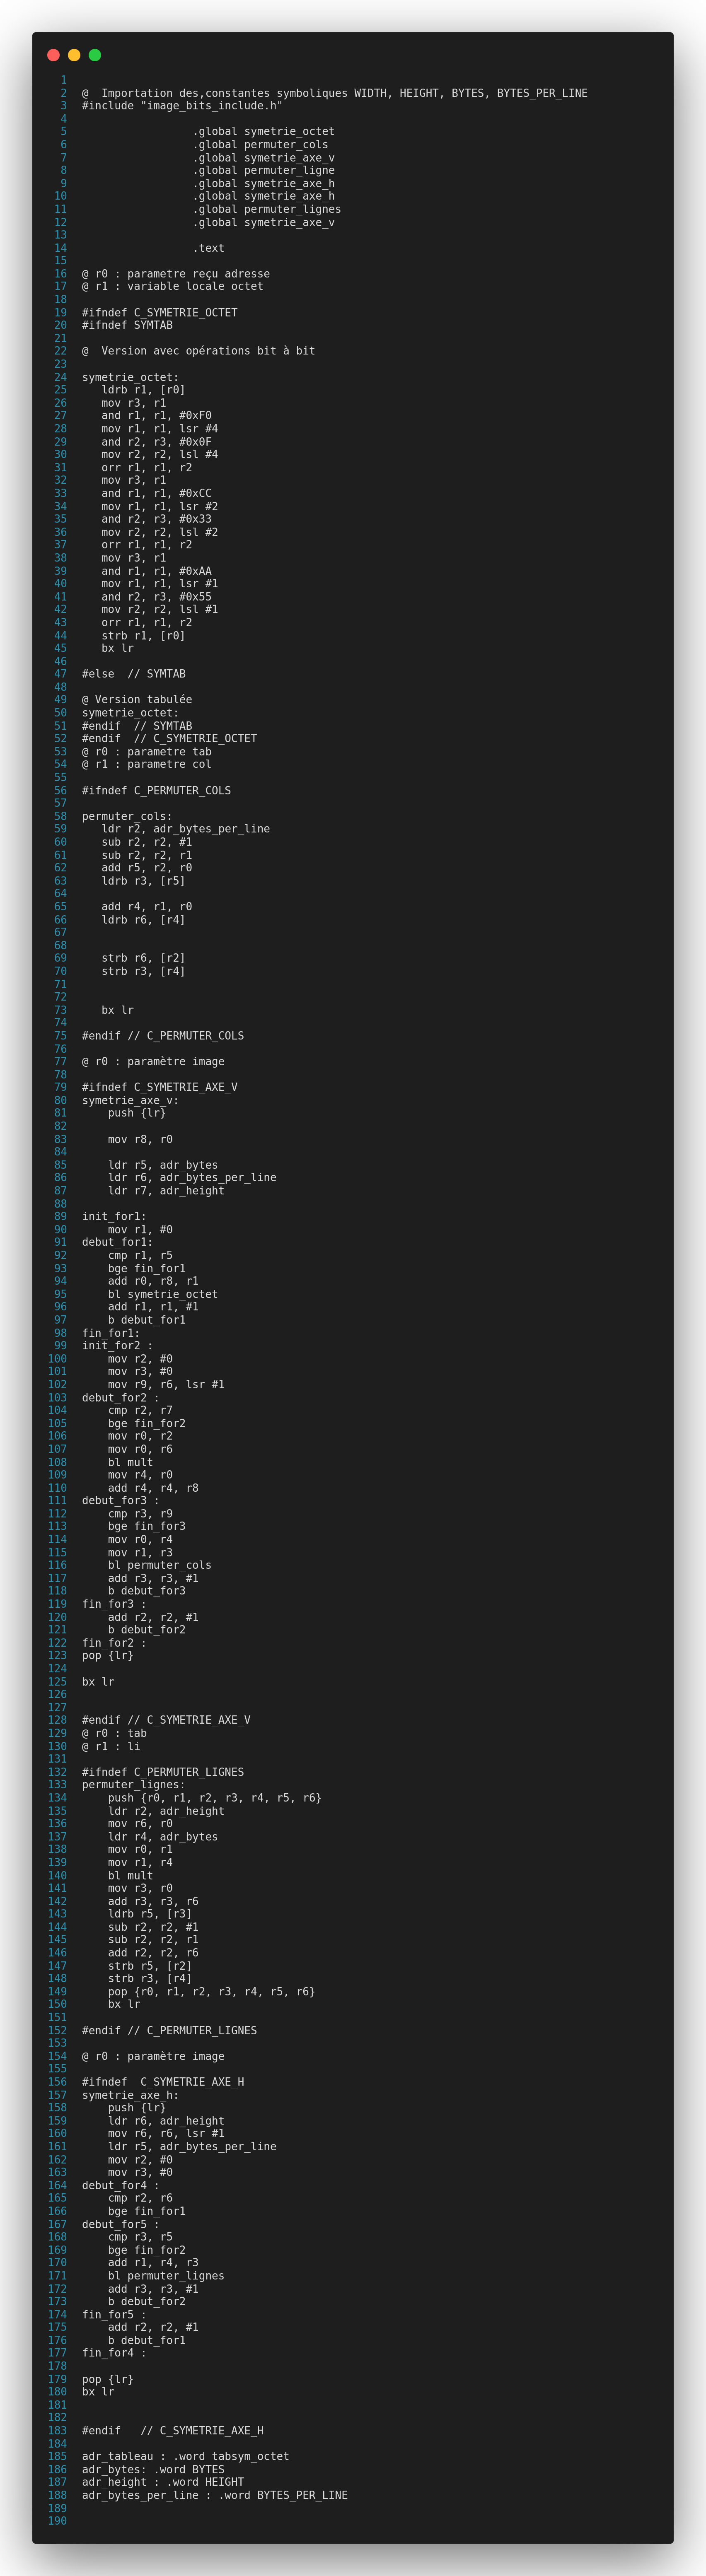 1
2 @  Importation des,constantes symboliques WIDTH, HEIGHT, BYTES, BYTES_PER_LINE
3 #include "image_bits_include.h"
4
5                  .global symetrie_octet
6                  .global permuter_cols
7                  .global symetrie_axe_v
8                  .global permuter_ligne
9                  .global symetrie_axe_h
10                  .global symetrie_axe_h
11                  .global permuter_lignes
12                  .global symetrie_axe_v
13
14                  .text
15
16 @ r0 : parametre reçu adresse
17 @ r1 : variable locale octet
18
19 #ifndef C_SYMETRIE_OCTET
20 #ifndef SYMTAB
21
22 @  Version avec opérations bit à bit
23
24 symetrie_octet:
25    ldrb r1, [r0]
26    mov r3, r1
27    and r1, r1, #0xF0
28    mov r1, r1, lsr #4
29    and r2, r3, #0x0F
30    mov r2, r2, lsl #4
31    orr r1, r1, r2
32    mov r3, r1
33    and r1, r1, #0xCC
34    mov r1, r1, lsr #2
35    and r2, r3, #0x33
36    mov r2, r2, lsl #2
37    orr r1, r1, r2
38    mov r3, r1
39    and r1, r1, #0xAA
40    mov r1, r1, lsr #1
41    and r2, r3, #0x55
42    mov r2, r2, lsl #1
43    orr r1, r1, r2
44    strb r1, [r0]
45    bx lr
46
47 #else  // SYMTAB
48
49 @ Version tabulée
50 symetrie_octet:
51 #endif  // SYMTAB
52 #endif  // C_SYMETRIE_OCTET
53 @ r0 : parametre tab
54 @ r1 : parametre col
55
56 #ifndef C_PERMUTER_COLS
57
58 permuter_cols:
59    ldr r2, adr_bytes_per_line
60    sub r2, r2, #1
61    sub r2, r2, r1
62    add r5, r2, r0
63    ldrb r3, [r5]
64
65    add r4, r1, r0
66    ldrb r6, [r4]
67
68
69    strb r6, [r2]
70    strb r3, [r4]
71
72
73    bx lr
74
75 #endif // C_PERMUTER_COLS
76
77 @ r0 : paramètre image
78
79 #ifndef C_SYMETRIE_AXE_V
80 symetrie_axe_v:
81     push {lr}
82
83     mov r8, r0
84
85     ldr r5, adr_bytes
86     ldr r6, adr_bytes_per_line
87     ldr r7, adr_height
88
89 init_for1:
90     mov r1, #0
91 debut_for1:
92     cmp r1, r5
93     bge fin_for1
94     add r0, r8, r1
95     bl symetrie_octet
96     add r1, r1, #1
97     b debut_for1
98 fin_for1:
99 init_for2 :
100     mov r2, #0
101     mov r3, #0
102     mov r9, r6, lsr #1
103 debut_for2 :
104     cmp r2, r7
105     bge fin_for2
106     mov r0, r2
107     mov r0, r6
108     bl mult
109     mov r4, r0
110     add r4, r4, r8
111 debut_for3 :
112     cmp r3, r9
113     bge fin_for3
114     mov r0, r4
115     mov r1, r3
116     bl permuter_cols
117     add r3, r3, #1
118     b debut_for3
119 fin_for3 :
120     add r2, r2, #1
121     b debut_for2
122 fin_for2 :
123 pop {lr}
124
125 bx lr
126
127
128 #endif // C_SYMETRIE_AXE_V
129 @ r0 : tab
130 @ r1 : li
131
132 #ifndef C_PERMUTER_LIGNES
133 permuter_lignes:
134     push {r0, r1, r2, r3, r4, r5, r6}
135     ldr r2, adr_height
136     mov r6, r0
137     ldr r4, adr_bytes
138     mov r0, r1
139     mov r1, r4
140     bl mult
141     mov r3, r0
142     add r3, r3, r6
143     ldrb r5, [r3]
144     sub r2, r2, #1
145     sub r2, r2, r1
146     add r2, r2, r6
147     strb r5, [r2]
148     strb r3, [r4]
149     pop {r0, r1, r2, r3, r4, r5, r6}
150     bx lr
151
152 #endif // C_PERMUTER_LIGNES
153
154 @ r0 : paramètre image
155
156 #ifndef  C_SYMETRIE_AXE_H
157 symetrie_axe_h:
158     push {lr}
159     ldr r6, adr_height
160     mov r6, r6, lsr #1
161     ldr r5, adr_bytes_per_line
162     mov r2, #0
163     mov r3, #0
164 debut_for4 :
165     cmp r2, r6
166     bge fin_for1
167 debut_for5 :
168     cmp r3, r5
169     bge fin_for2
170     add r1, r4, r3
171     bl permuter_lignes
172     add r3, r3, #1
173     b debut_for2
174 fin_for5 :
175     add r2, r2, #1
176     b debut_for1
177 fin_for4 :
178
179 pop {lr}
180 bx lr
181
182
183 #endif   // C_SYMETRIE_AXE_H
184
185 adr_tableau : .word tabsym_octet
186 adr_bytes: .word BYTES
187 adr_height : .word HEIGHT
188 adr_bytes_per_line : .word BYTES_PER_LINE
189
190